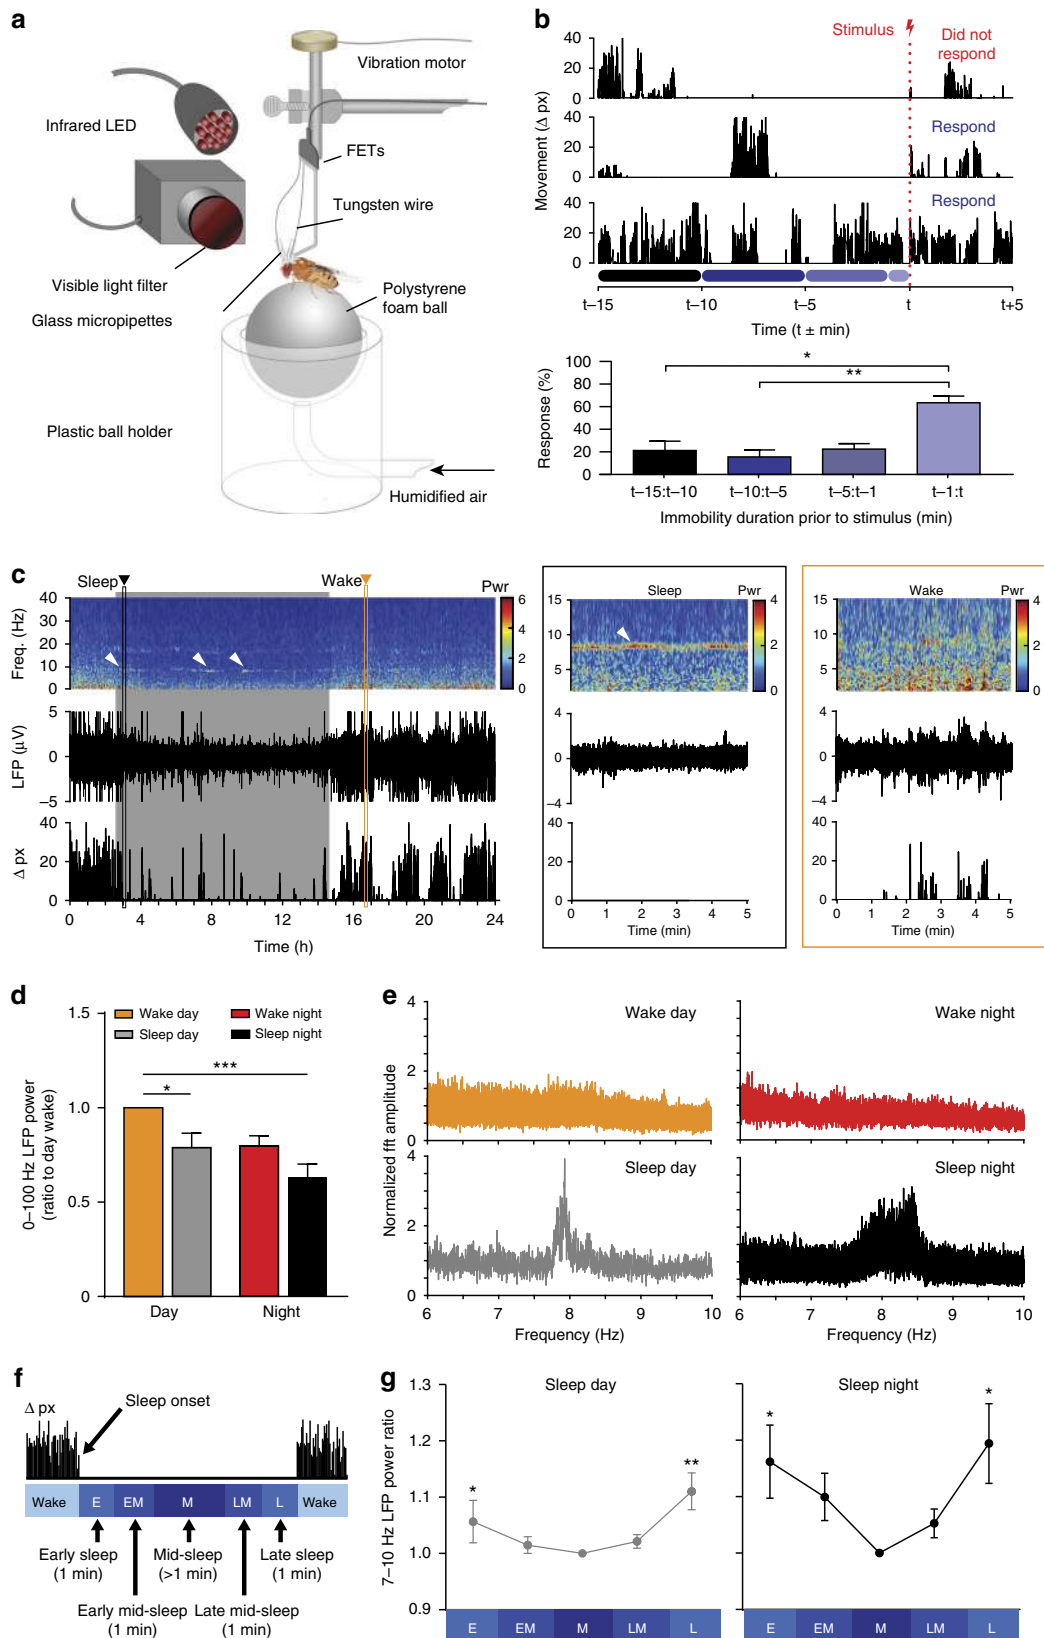 a
Vibration motor
Infrared LED
FETs
Tungsten wire
Visible light filter
Glass micropipettes
Polystyrene
foam ball
Plastic ball holder
Humidified air
b
Stimulus
Did not
respond
Respond
Respond
Movement (Δ px)
40
20
0
40
20
0
40
20
0
t–15
t–10
t–5
t
t+5
Time (t ± min)
Response (%)
100
80
60
40
20
0
*
**
t–15:t–10
t–10:t–5
t–5:t–1
t–1:t
Immobility duration prior to stimulus (min)
c
Sleep
Wake
Pwr
Freq. (Hz)
40
30
20
10
0
6
4
2
0
LFP (μV)
5
0
–5
Δ px
40
20
0
0
4
8
12
16
20
24
Time (h)
Sleep
Pwr
15
10
5
4
2
0
4
0
–4
40
20
0
0
1
2
3
4
5
Time (min)
Wake
Pwr
15
10
5
4
2
0
4
0
–4
40
20
0
0
1
2
3
4
5
Time (min)
d
0–100 Hz LFP power
(ratio to day wake)
1.5
1.0
0.5
0
Wake day
Wake night
Sleep day
Sleep night
***
*
Day
Night
e
Normalized fft amplitude
4
2
0
Wake day
Wake night
4
2
0
Sleep day
Sleep night
6
7
8
9
10
Frequency (Hz)
6
7
8
9
10
Frequency (Hz)
f
Δ px
Sleep onset
Wake
E
EM
M
LM
L
Wake
Early sleep
(1 min)
Mid-sleep
(>1 min)
Late sleep
(1 min)
Early mid-sleep
(1 min)
Late mid-sleep
(1 min)
g
7–10 Hz LFP power ratio
1.3
1.2
1.1
1.0
0.9
Sleep day
*
**
E
EM
M
LM
L
Sleep night
*
*
E
EM
M
LM
L